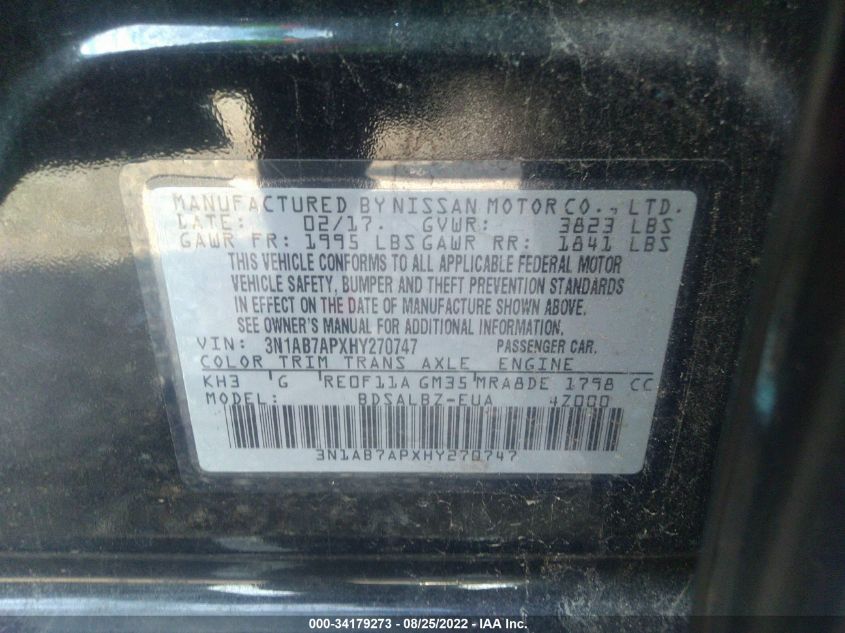 MANUFACTURED BY NISSAN MOTOR CO., LTD.
DATE: 02/17. GVWR: 3823 LBS
GAWR FR: 1995 LBS GAWR RR: 1841 LBS
THIS VEHICLE CONFORMS TO ALL APPLICABLE FEDERAL MOTOR
VEHICLE SAFETY, BUMPER AND THEFT PREVENTION STANDARDS
IN EFFECT ON THE DATE OF MANUFACTURE SHOWN ABOVE.
SEE OWNER'S MANUAL FOR ADDITIONAL INFORMATION.
VIN: 3N1AB7APXHY270747 PASSENGER CAR.
COLOR TRIM TRANS AXLE ENGINE
KH3 G RE0F11A GM35 MRA8DE 1798 CC
MODEL: BDSALBZ-EUA 4Z000
3N1AB7APXHY270747
000-34179273 - 08/25/2022 - IAA Inc.